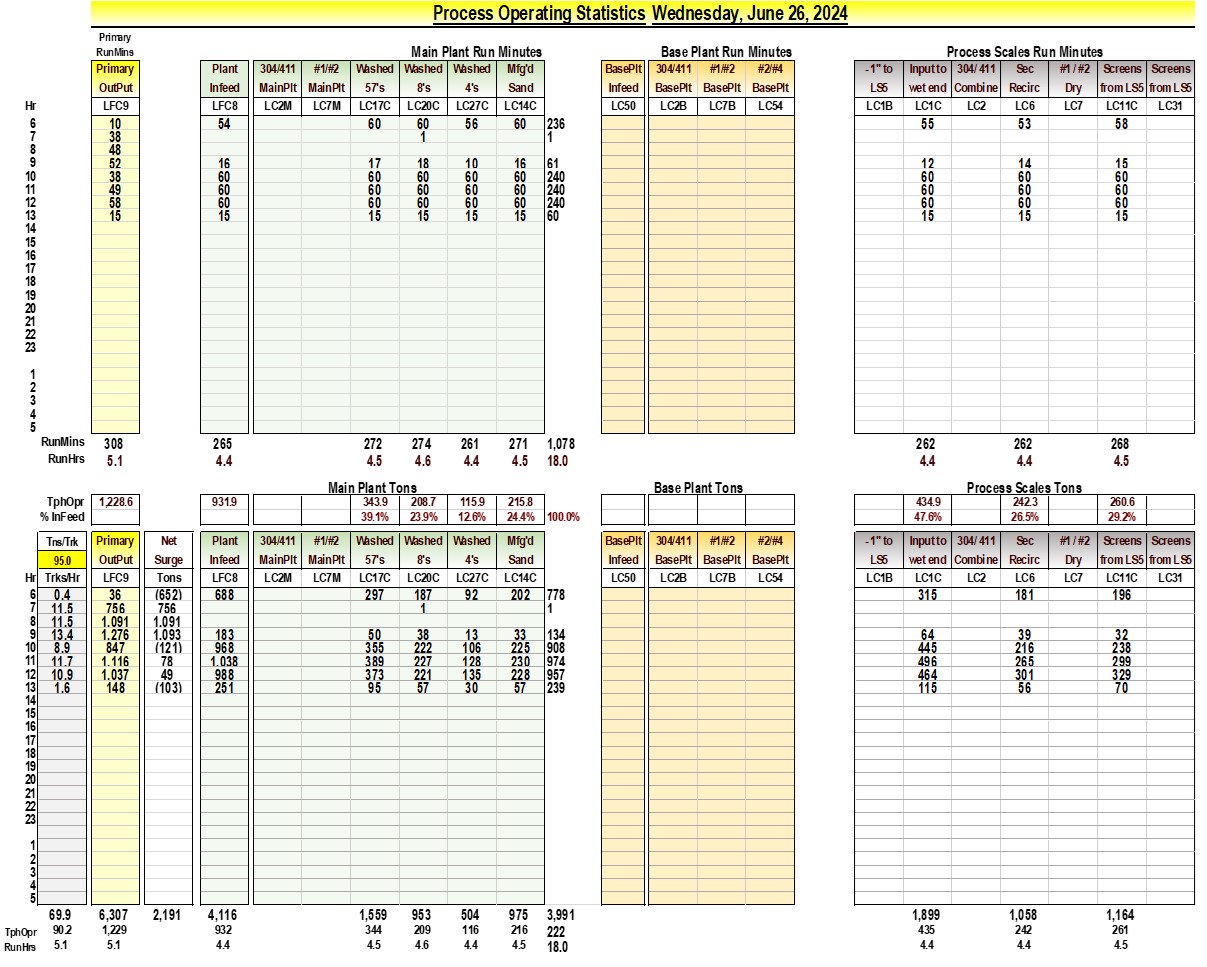 Process Operating Statistics Wednesday, June 26, 2024
Primary
RunMins Main Plant Run Minutes Base Plant Run Minutes Process Scales Run Minutes
Primary Plant 304/411 #1/#2 Washed Washed Washed Mfg'd BasePlt 304/411 #1/#2 #2/#4 -1" to Input to 304/ 411 Sec #1 / #2 Screens Screens
OutPut Infeed MainPlt MainPlt 57's 8's 4's Sand Infeed BasePlt BasePlt BasePlt LS5 wet end Combine Recirc Dry from LS5 from LS5
Hr LFC9 LFC8 LC2M LC7M LC17C LC20C LC27C LC14C LC50 LC2B LC7B LC54 LC1B LC1C LC2 LC6 LC7 LC11C LC31
6 10 54 60 60 56 60 236 55 53 58
7 38 1 1
8 48
9 52 16 17 18 10 16 61 12 14 15
10 38 60 60 60 60 60 240 60 60 60
11 49 60 60 60 60 60 240 60 60 60
12 58 60 60 60 60 60 240 60 60 60
13 15 15 15 15 15 15 60 15 15 15
14
15
16
17
18
19
20
21
22
23
1
2
3
4
5
RunMins 308 265 272 274 261 271 1,078 262 262 268
RunHrs 5.1 4.4 4.5 4.6 4.4 4.5 18.0 4.4 4.4 4.5
Main Plant Tons Base Plant Tons Process Scales Tons
TphOpr 1,228.6 931.9 343.9 208.7 115.9 215.8 434.9 242.3 260.6
% InFeed 39.1% 23.9% 12.6% 24.4% 100.0% 47.6% 26.5% 29.2%
Tns/Trk Primary Net Plant 304/411 #1/#2 Washed Washed Washed Mfg'd BasePlt 304/411 #1/#2 #2/#4 -1" to Input to 304/ 411 Sec #1 / #2 Screens Screens
95.0 OutPut Surge Infeed MainPlt MainPlt 57's 8's 4's Sand Infeed BasePlt BasePlt BasePlt LS5 wet end Combine Recirc Dry from LS5 from LS5
Hr Trks/Hr LFC9 Tons LFC8 LC2M LC7M LC17C LC20C LC27C LC14C LC50 LC2B LC7B LC54 LC1B LC1C LC2 LC6 LC7 LC11C LC31
6 0.4 36 (652) 688 297 187 92 202 778 315 181 196
7 11.5 756 756 1 1
8 11.5 1,091 1,091
9 13.4 1,276 1,093 183 50 38 13 33 134 64 39 32
10 8.9 847 (121) 968 355 222 106 225 908 445 216 238
11 11.7 1,116 78 1,038 389 227 128 230 974 496 265 299
12 10.9 1,037 49 988 373 221 135 228 957 464 301 329
13 1.6 148 (103) 251 95 57 30 57 239 115 56 70
14
15
16
17
18
19
20
21
22
23
1
2
3
4
5
69.9 6,307 2,191 4,116 1,559 953 504 975 3,991 1,899 1,058 1,164
TphOpr 90.2 1,229 932 344 209 116 216 222 435 242 261
RunHrs 5.1 5.1 4.4 4.5 4.6 4.4 4.5 18.0 4.4 4.4 4.5